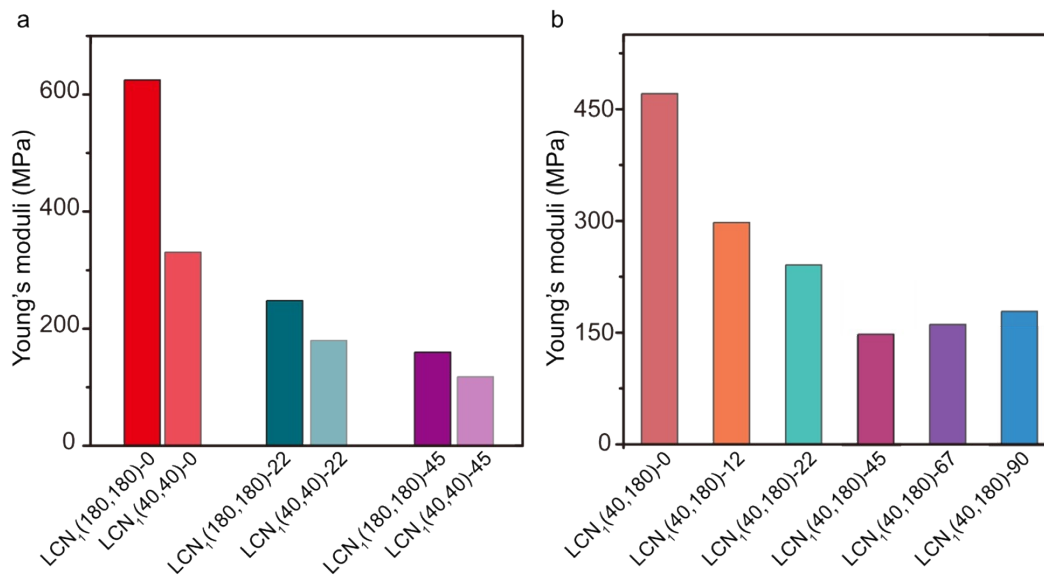 a
Young's moduli (MPa)
600
400
200
0
LCN₁(180,180)-0
LCN₁(40,40)-0
LCN₁(180,180)-22
LCN₁(40,40)-22
LCN₁(180,180)-45
LCN₁(40,40)-45
b
Young's moduli (MPa)
450
300
150
0
LCN₁(40,180)-0
LCN₁(40,180)-12
LCN₁(40,180)-22
LCN₁(40,180)-45
LCN₁(40,180)-67
LCN₁(40,180)-90